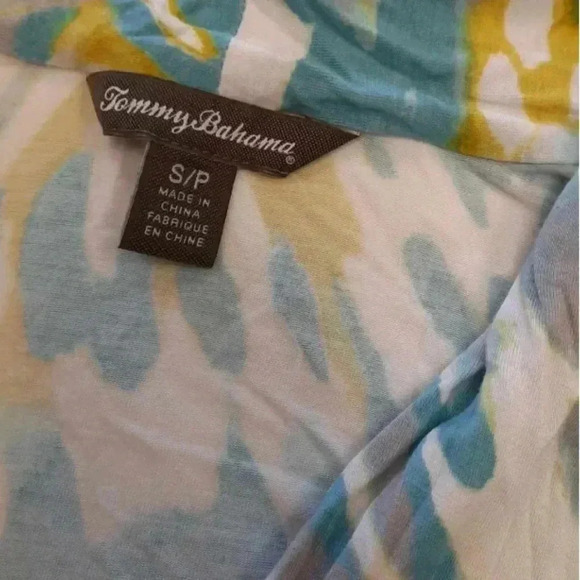 Tommy Bahama®
S/P
MADE IN
CHINA
FABRIQUE
EN CHINE